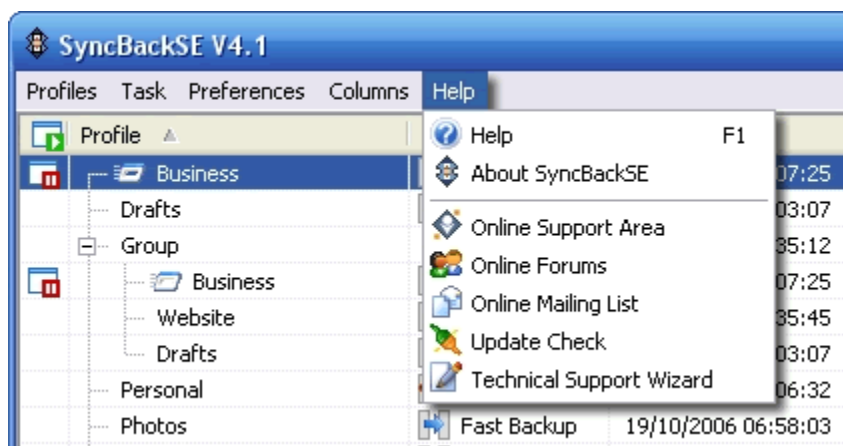 SyncBackSE V4.1
Profiles Task Preferences Columns Help
Profile
Help F1
About SyncBackSE
Online Support Area
Online Forums
Online Mailing List
Update Check
Technical Support Wizard
Business 07:25
Drafts 03:07
Group 35:12
Business 07:25
Website 35:45
Drafts 03:07
Personal 06:32
Photos Fast Backup 19/10/2006 06:58:03